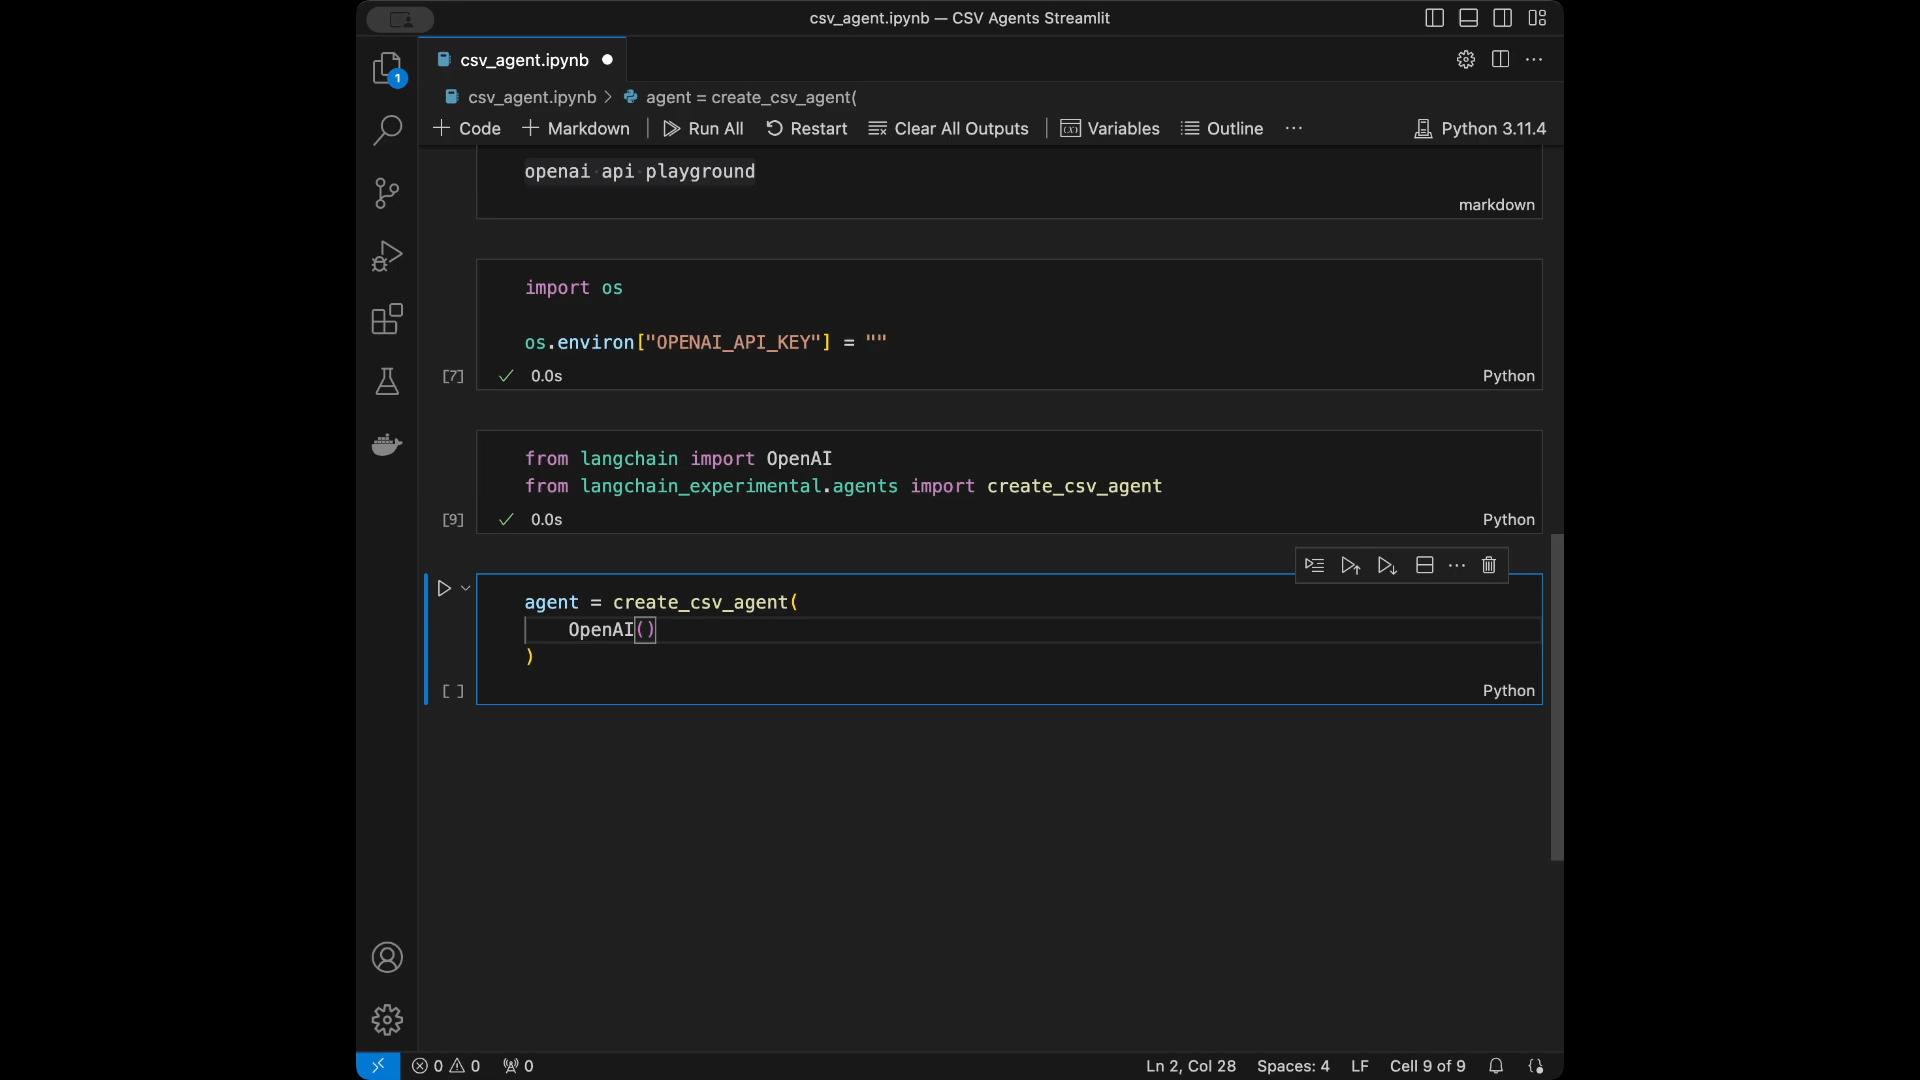 csv_agent.ipynb — CSV Agents Streamlit
csv_agent.ipynb
1
csv_agent.ipynb > agent = create_csv_agent(
Code Markdown Run All Restart Clear All Outputs Variables Outline ... Python 3.11.4
openai api playground
markdown
import os
os.environ["OPENAI_API_KEY"] = ""
[7] 0.0s Python
from langchain import OpenAI
from langchain_experimental.agents import create_csv_agent
[9] 0.0s Python
agent = create_csv_agent(
OpenAI()
)
[ ] Python
0 0 0 Ln 2, Col 28 Spaces: 4 LF Cell 9 of 9